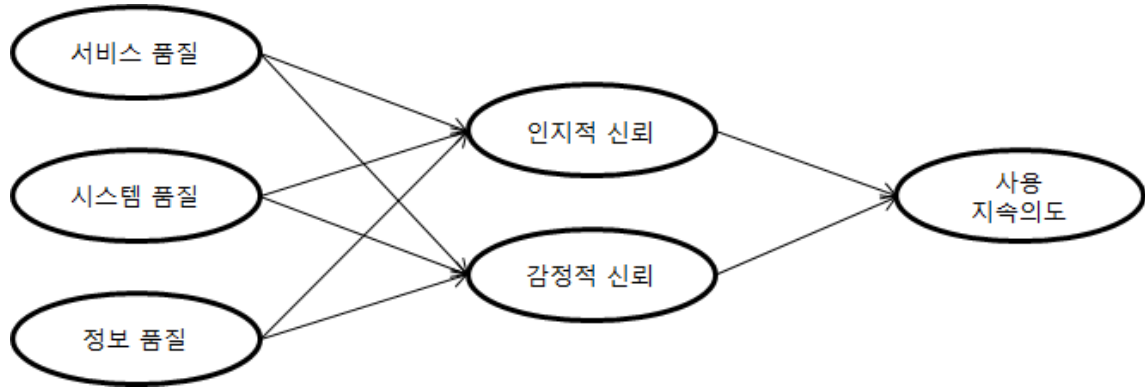 서비스 품질
시스템 품질
정보 품질
인지적 신뢰
감정적 신뢰
사용
지속의도